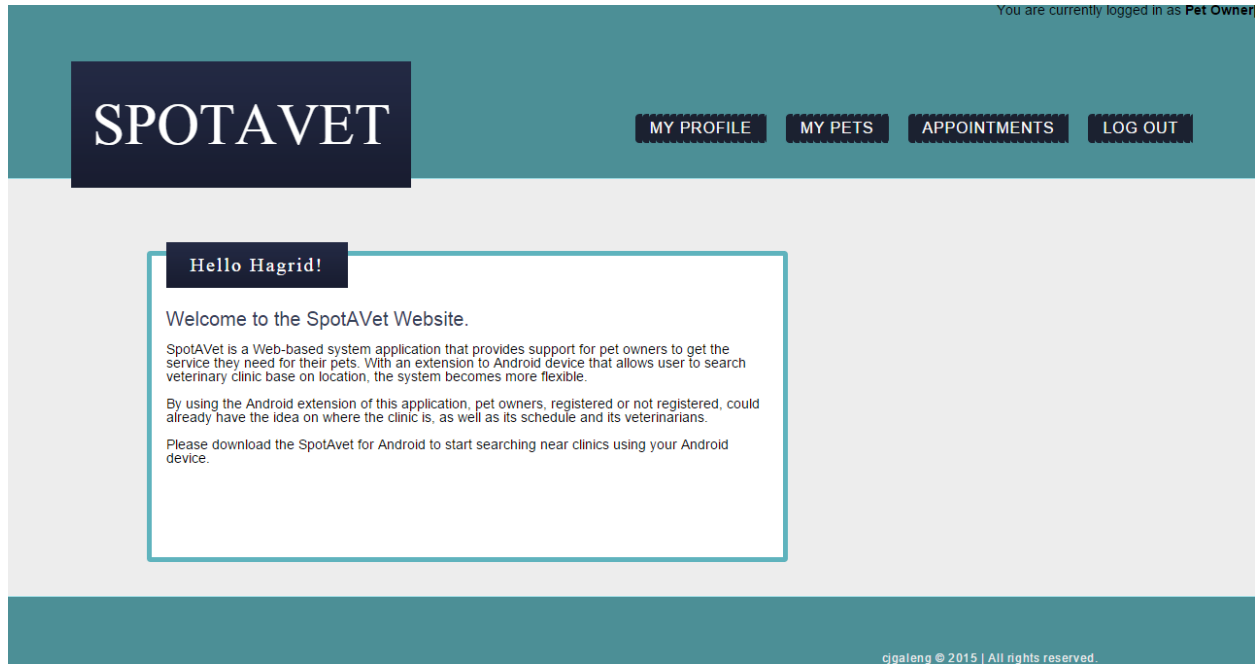 You are currently logged in as Pet Owner
SPOTAVET
MY PROFILE MY PETS APPOINTMENTS LOG OUT
Hello Hagrid!
Welcome to the SpotAVet Website.
SpotAVet is a Web-based system application that provides support for pet owners to get the
service they need for their pets. With an extension to Android device that allows user to search
veterinary clinic base on location, the system becomes more flexible.
By using the Android extension of this application, pet owners, registered or not registered, could
already have the idea on where the clinic is, as well as its schedule and its veterinarians.
Please download the SpotAvet for Android to start searching near clinics using your Android
device.
cjgaleng © 2015 | All rights reserved.